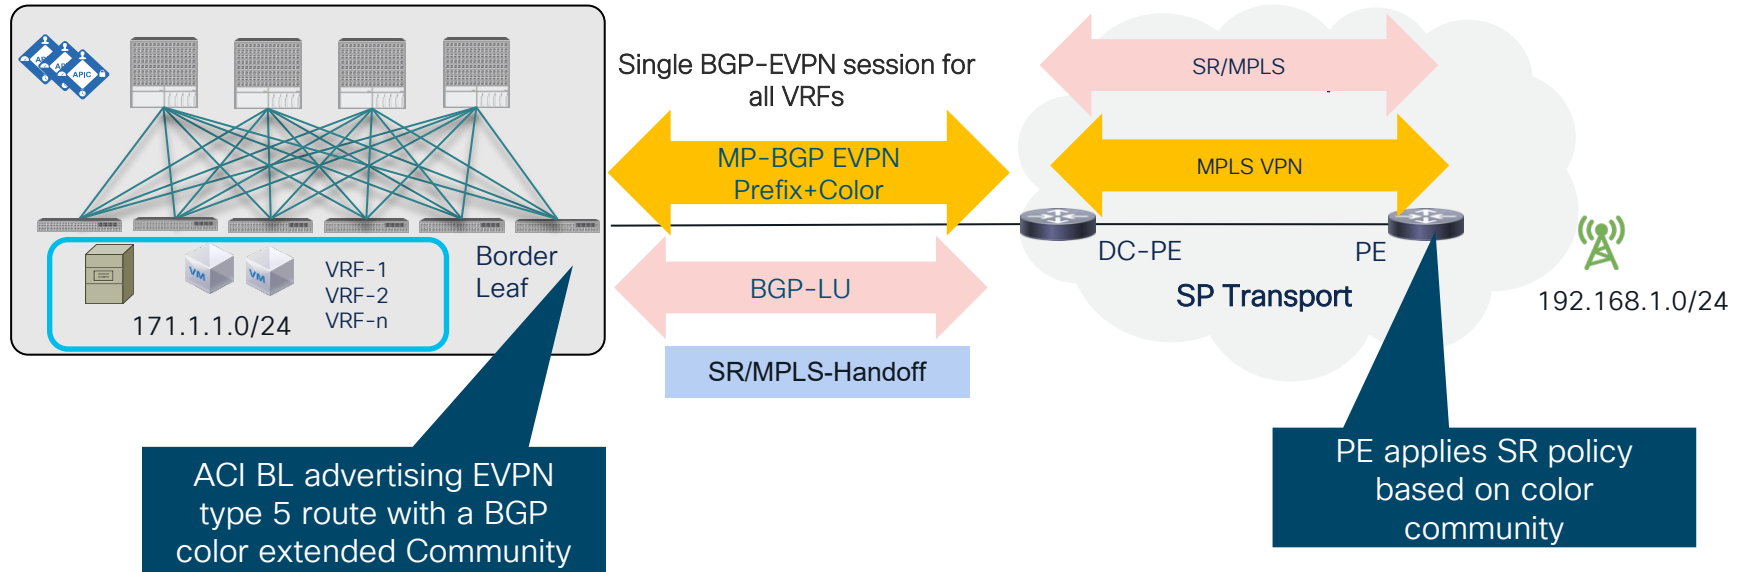 APIC
Single BGP-EVPN session for
all VRFs
SR/MPLS
MP-BGP EVPN
Prefix+Color
MPLS VPN
DC-PE
PE
SP Transport
192.168.1.0/24
Border
Leaf
VM
VM
VRF-1
VRF-2
VRF-n
171.1.1.0/24
BGP-LU
SR/MPLS-Handoff
ACI BL advertising EVPN
type 5 route with a BGP
color extended Community
PE applies SR policy
based on color
community